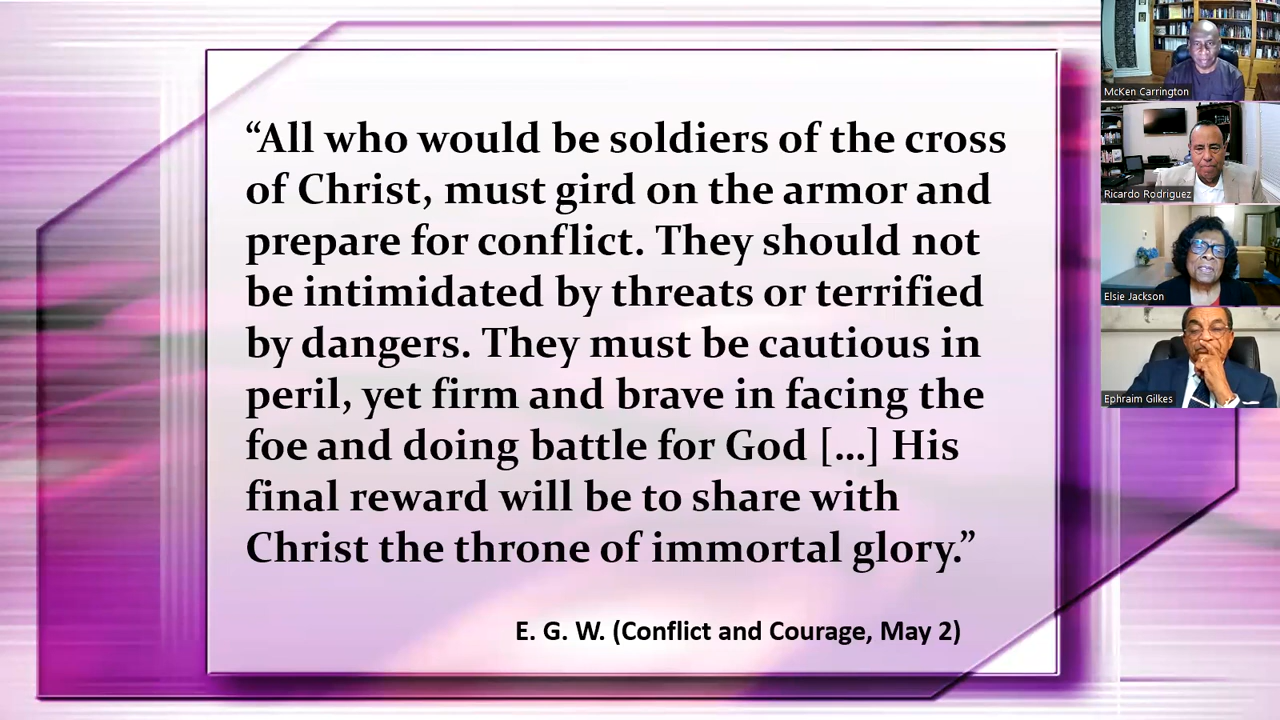 “All who would be soldiers of the cross
of Christ, must gird on the armor and
prepare for conflict. They should not
be intimidated by threats or terrified
by dangers. They must be cautious in
peril, yet firm and brave in facing the
foe and doing battle for God [...] His
final reward will be to share with
Christ the throne of immortal glory.”
E. G. W. (Conflict and Courage, May 2)
McKen Carrington
Ricardo Rodriguez
Elsie Jackson
Ephraim Gilkes